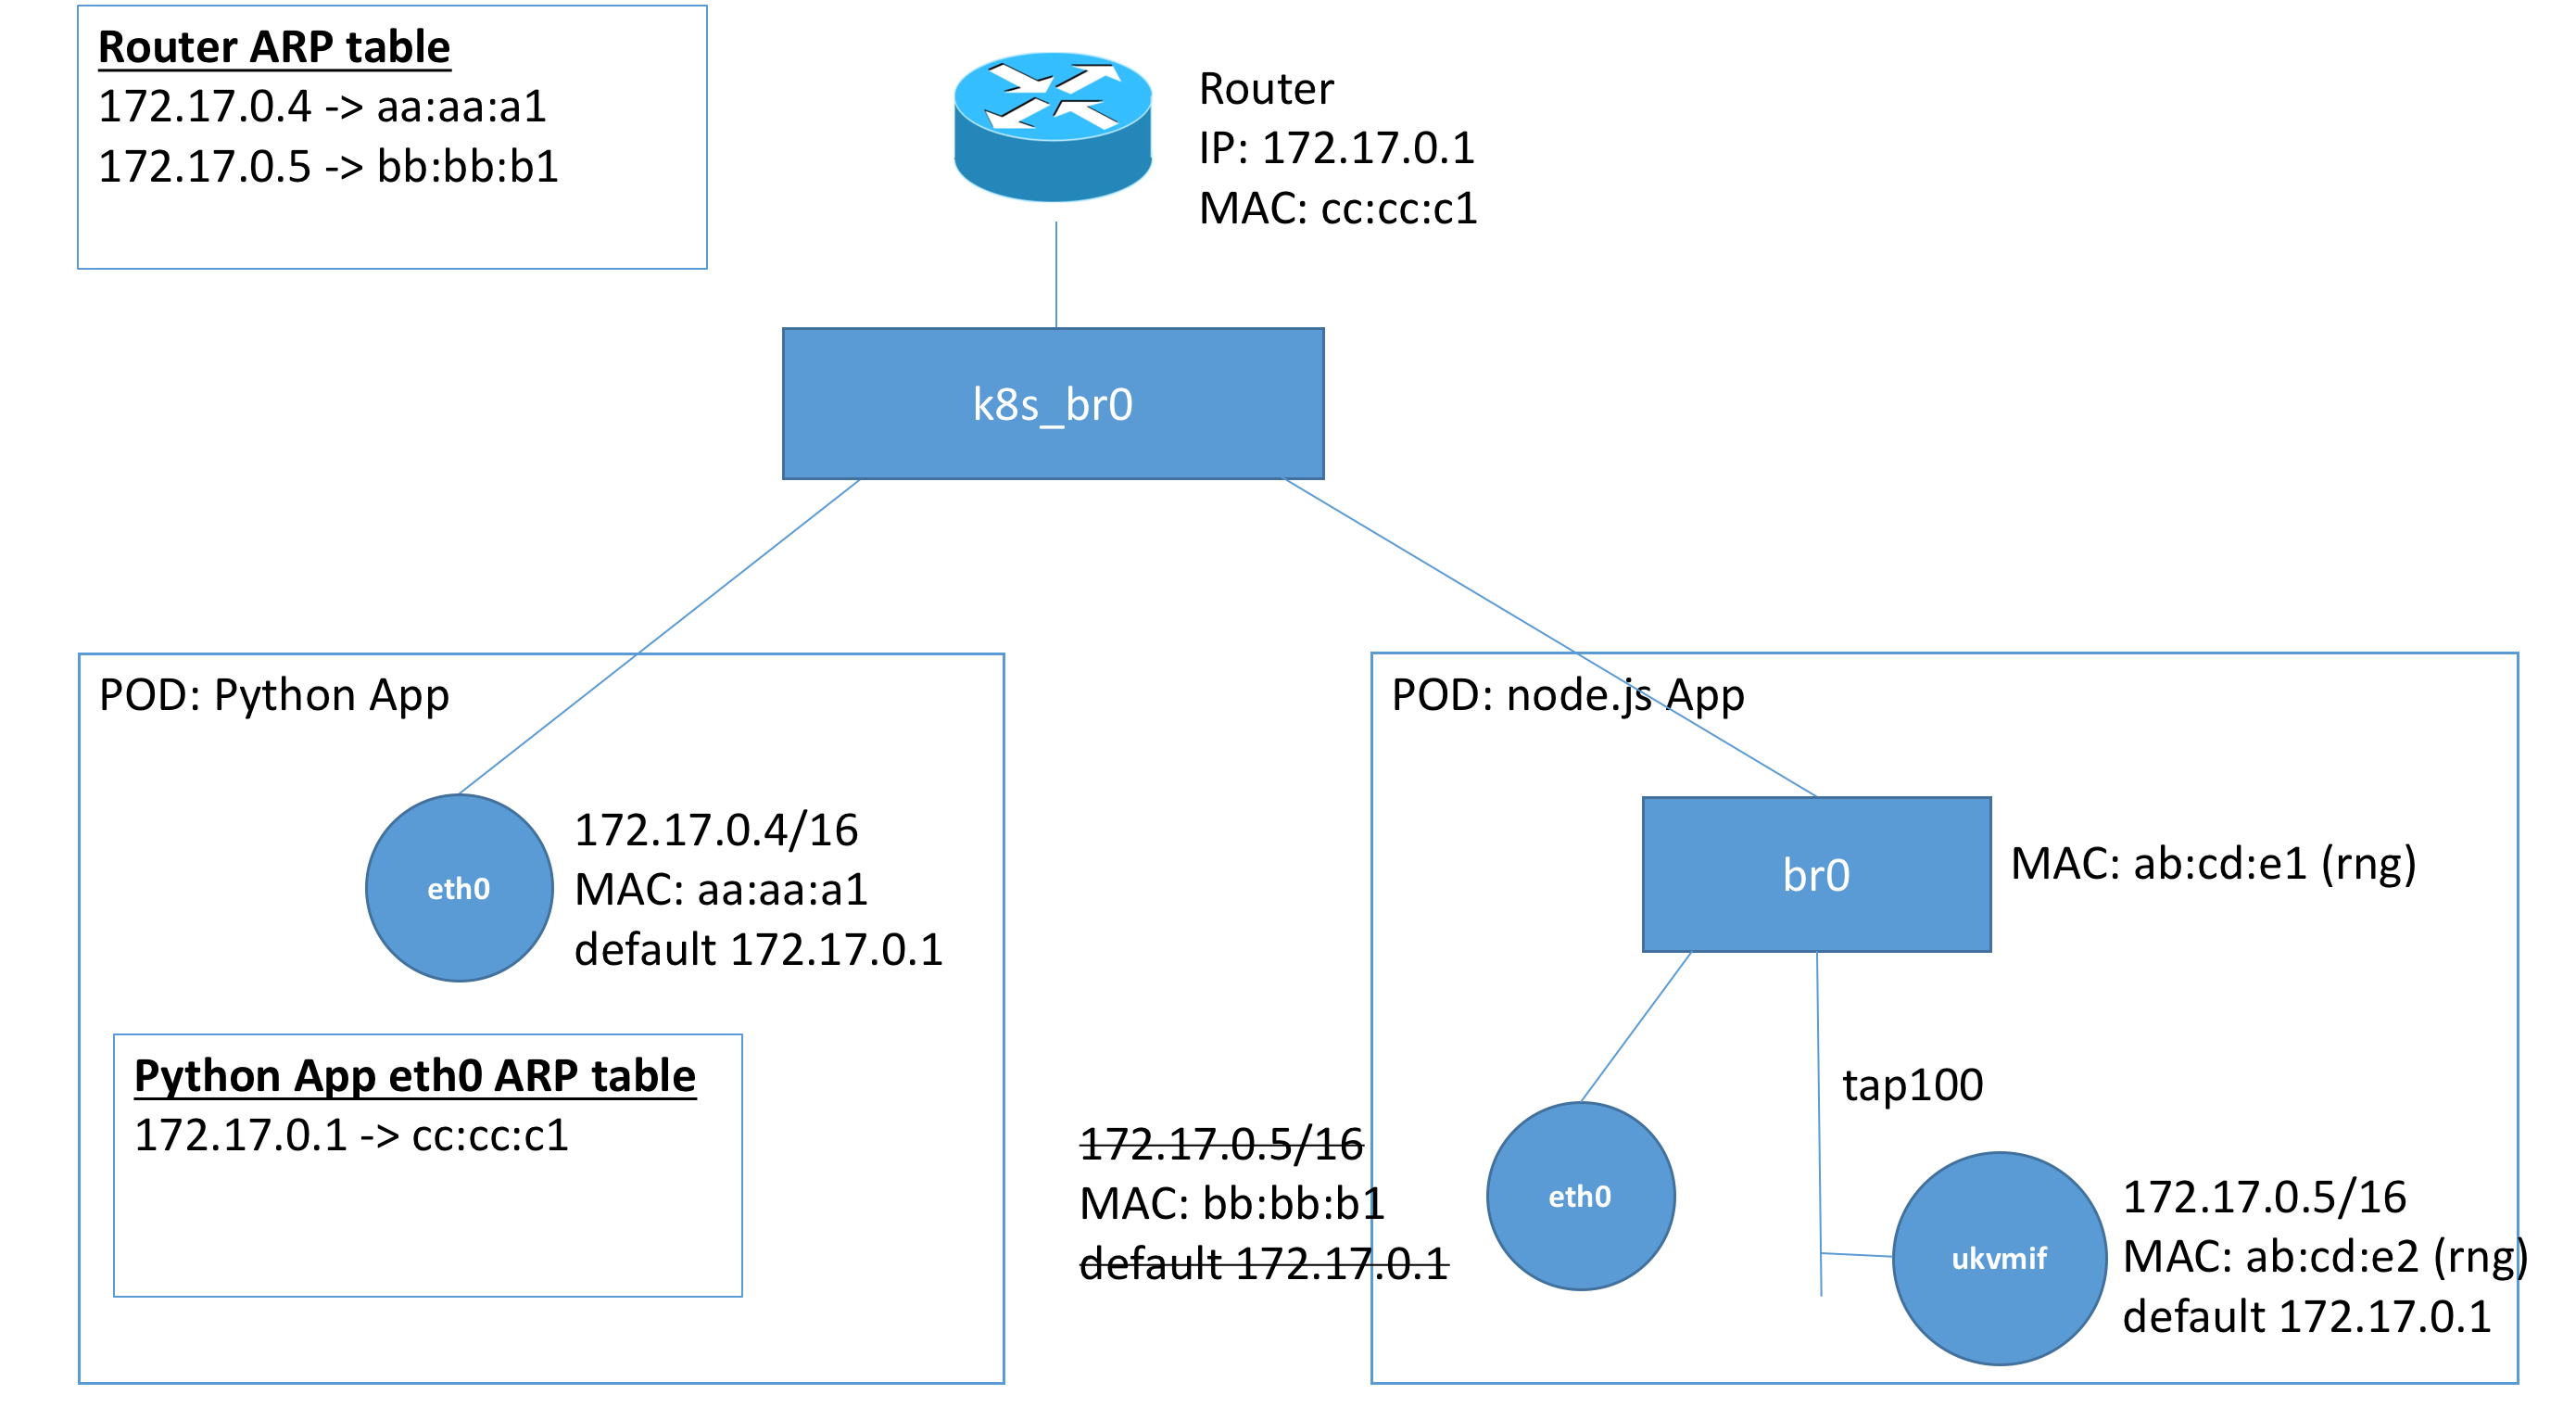 Router ARP table
172.17.0.4 -> aa:aa:a1
172.17.0.5 -> bb:bb:b1
Router
IP: 172.17.0.1
MAC: cc:cc:c1
k8s_br0
POD: Python App
eth0
172.17.0.4/16
MAC: aa:aa:a1
default 172.17.0.1
Python App eth0 ARP table
172.17.0.1 -> cc:cc:c1
POD: node.js App
br0
MAC: ab:cd:e1 (rng)
tap100
172.17.0.5/16
MAC: bb:bb:b1
default 172.17.0.1
eth0
ukvmif
172.17.0.5/16
MAC: ab:cd:e2 (rng)
default 172.17.0.1